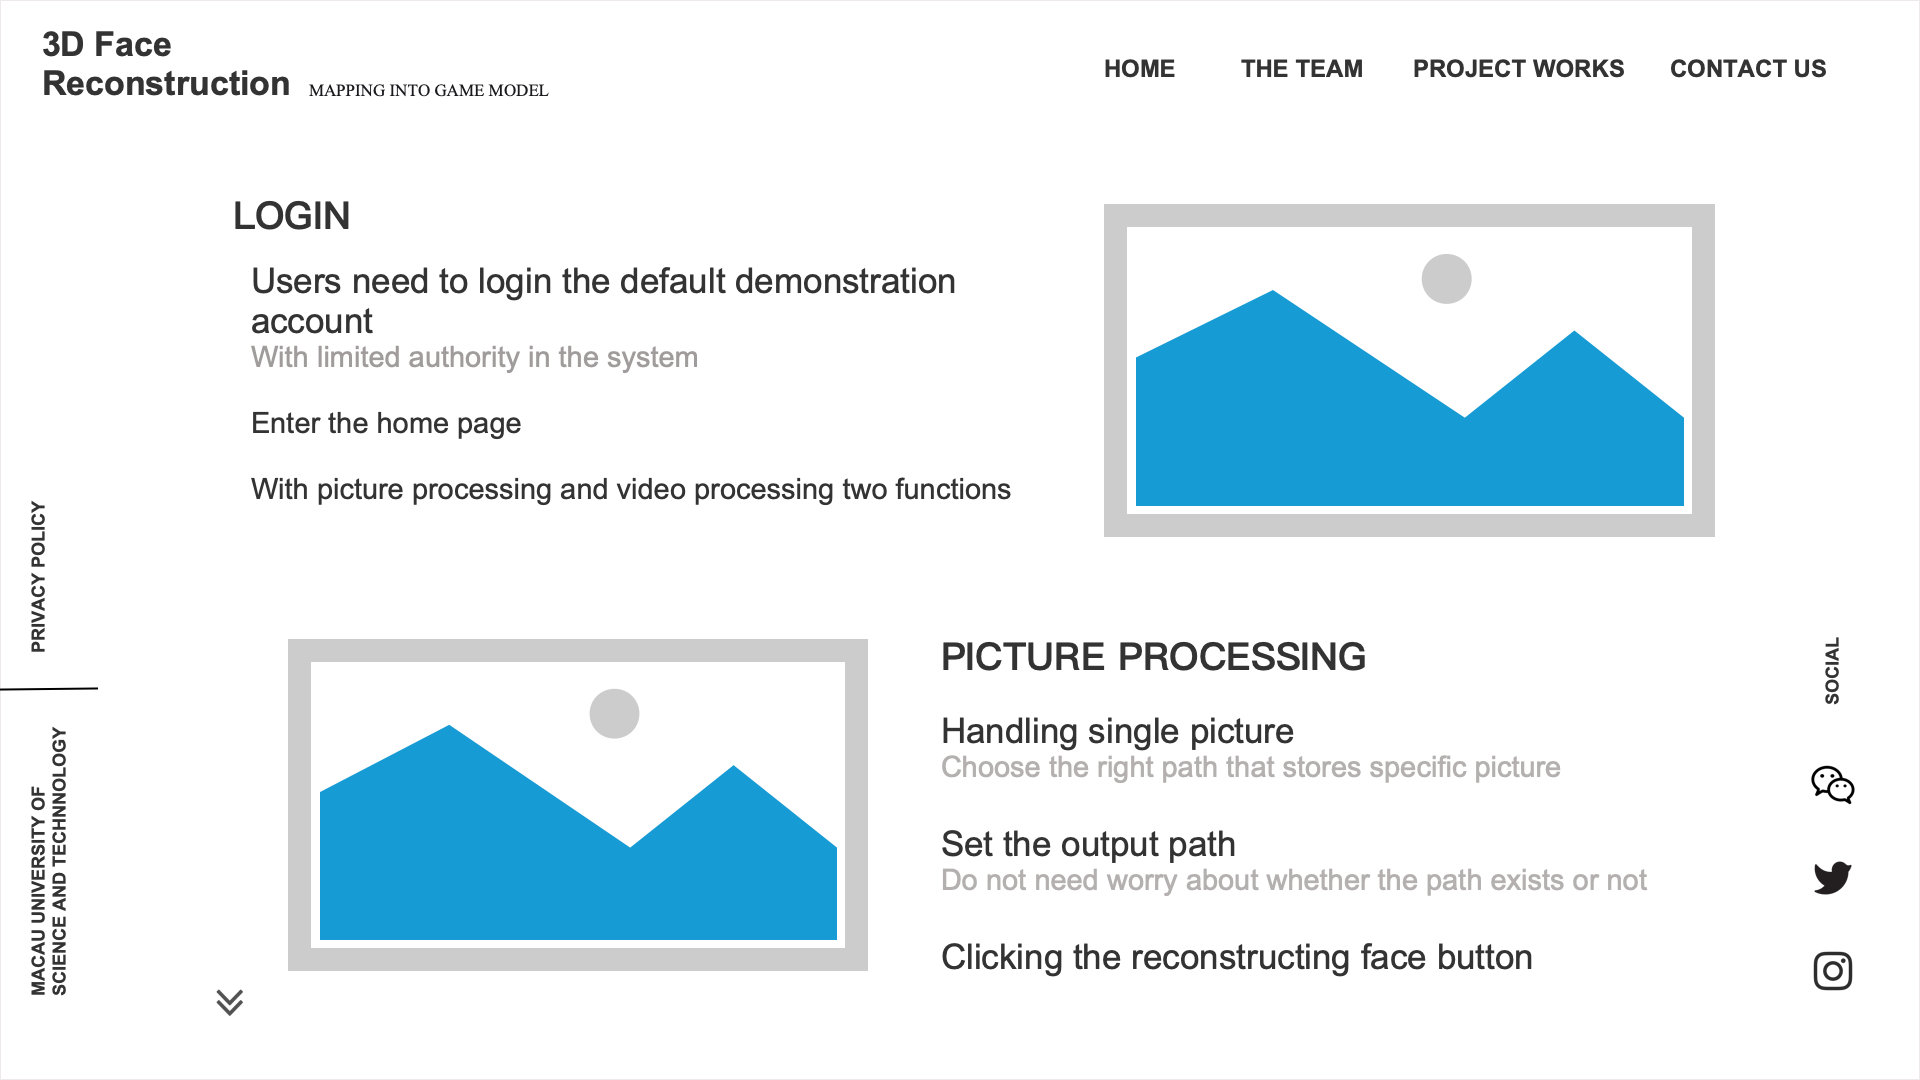 3D Face
Reconstruction MAPPING INTO GAME MODEL
HOME THE TEAM PROJECT WORKS CONTACT US
LOGIN
Users need to login the default demonstration
account
With limited authority in the system
Enter the home page
With picture processing and video processing two functions
PRIVACY POLICY
MACAU UNIVERSITY OF
SCIENCE AND TECHNNOLOGY
PICTURE PROCESSING
Handling single picture
Choose the right path that stores specific picture
Set the output path
Do not need worry about whether the path exists or not
Clicking the reconstructing face button
SOCIAL